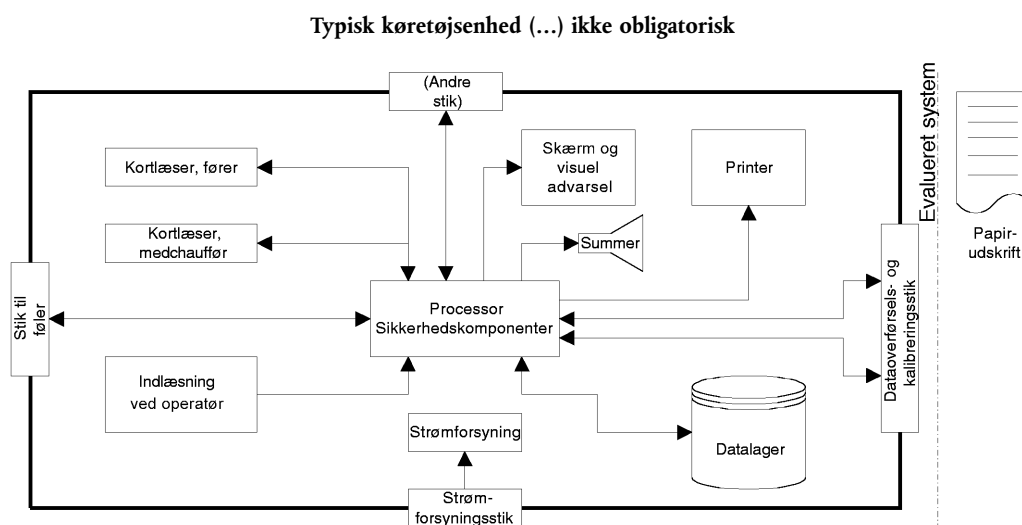 Typisk køretøjsenhed (…) ikke obligatorisk
(Andre
stik)
Kortlæser, fører
Skærm og
visuel
advarsel
Printer
Evalueret system
Papir-
udskrift
Kortlæser,
medchauffør
Summer
Stik til
føler
Processor
Sikkerhedskomponenter
Dataoverførsels- og
kalibreringsstik
Indlæsning
ved operatør
Strømforsyning
Datalager
Strøm-
forsyningsstik